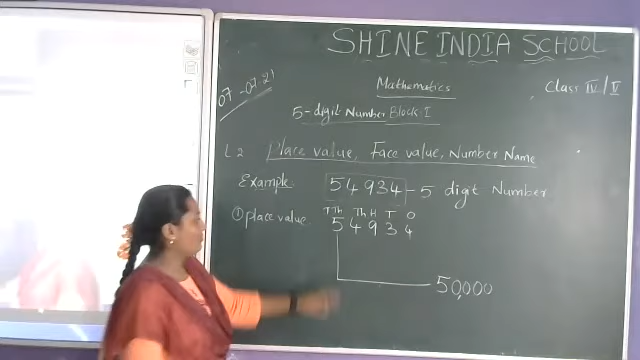 SHINE INDIA SCHOOL
07-07-21
Mathematics
Class IV/V
5-digit Number Block-I
L2 Place value, Face value, Number Name
Example 54934-5 digit Number
① place value
T Th Th H T O
5 4 9 3 4
50,000